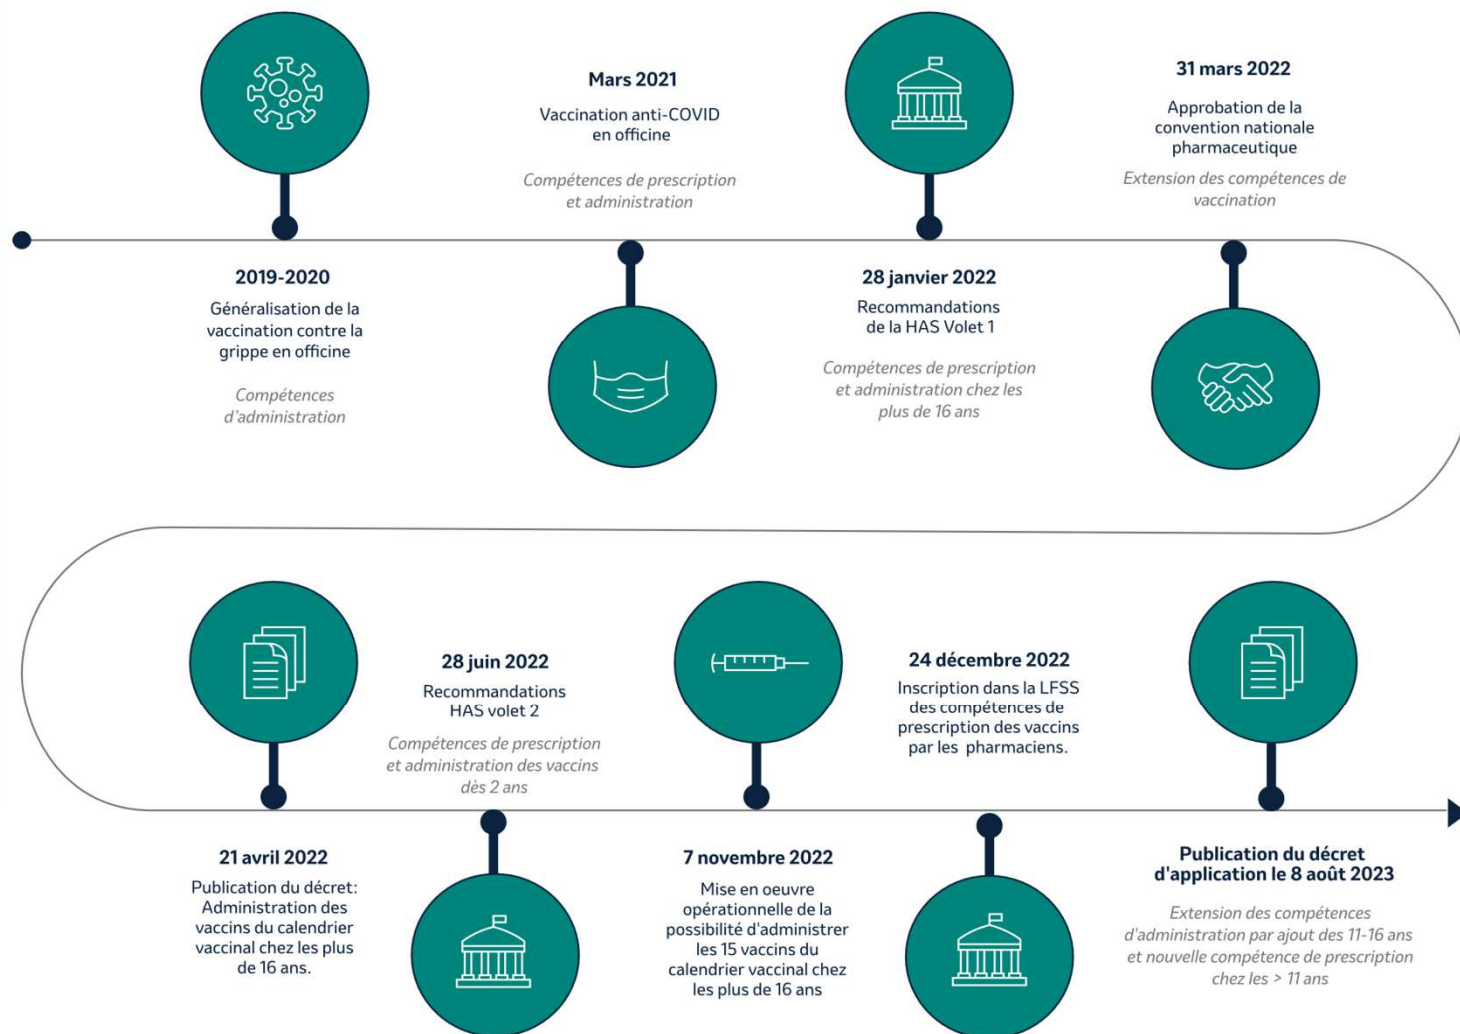 2019-2020
Généralisation de la
vaccination contre la
grippe en officine
Compétences
d'administration
Mars 2021
Vaccination anti-COVID
en officine
Compétences de prescription
et administration
28 janvier 2022
Recommandations
de la HAS Volet 1
Compétences de prescription
et administration chez les
plus de 16 ans
31 mars 2022
Approbation de la
convention nationale
pharmaceutique
Extension des compétences de
vaccination
21 avril 2022
Publication du décret:
Administration des
vaccins du calendrier
vaccinal chez les plus
de 16 ans.
28 juin 2022
Recommandations
HAS volet 2
Compétences de prescription
et administration des vaccins
dès 2 ans
7 novembre 2022
Mise en oeuvre
opérationnelle de la
possibilité d'administrer
les 15 vaccins du
calendrier vaccinal chez
les plus de 16 ans
24 décembre 2022
Inscription dans la LFSS
des compétences de
prescription des vaccins
par les pharmaciens.
Publication du décret
d'application le 8 août 2023
Extension des compétences
d'administration par ajout des 11-16 ans
et nouvelle compétence de prescription
chez les > 11 ans